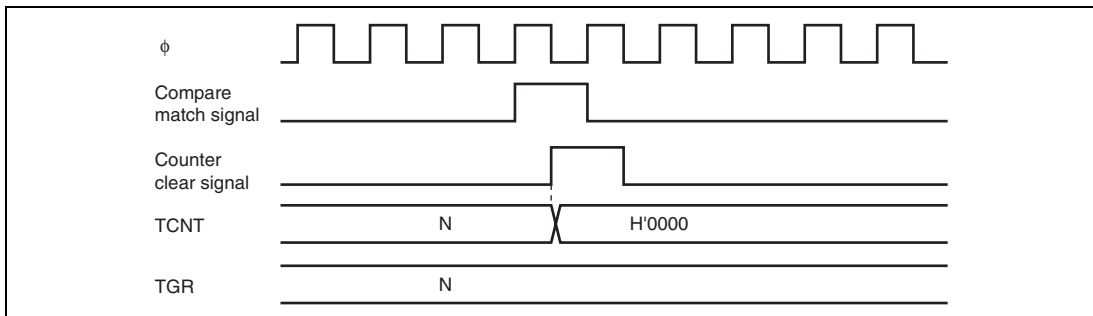 ϕ
Compare
match signal
Counter
clear signal
TCNT
N
H'0000
TGR
N